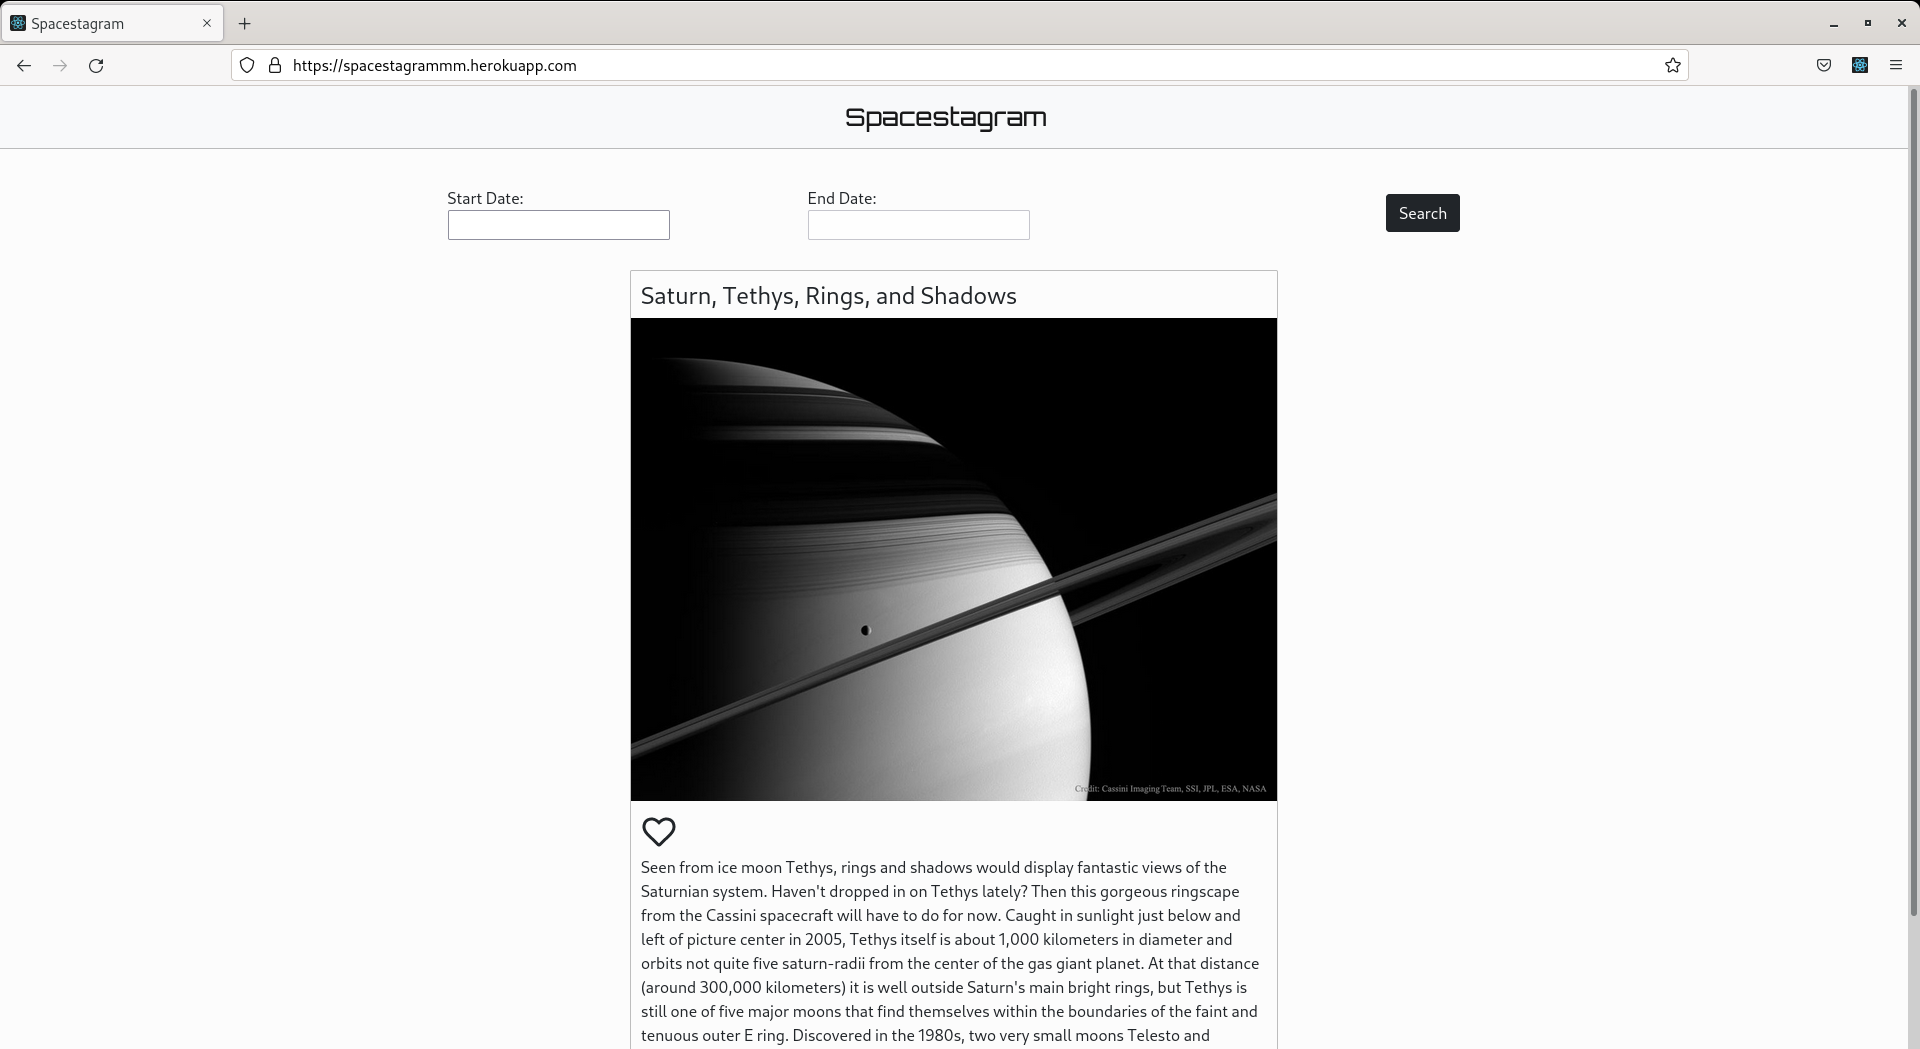 Spacestagram
https://spacestagrammm.herokuapp.com
Spacestagram
Start Date:
End Date:
Search
Saturn, Tethys, Rings, and Shadows
Credit: Cassini Imaging Team, SSI, JPL, ESA, NASA
Seen from ice moon Tethys, rings and shadows would display fantastic views of the
Saturnian system. Haven't dropped in on Tethys lately? Then this gorgeous ringscape
from the Cassini spacecraft will have to do for now. Caught in sunlight just below and
left of picture center in 2005, Tethys itself is about 1,000 kilometers in diameter and
orbits not quite five saturn-radii from the center of the gas giant planet. At that distance
(around 300,000 kilometers) it is well outside Saturn's main bright rings, but Tethys is
still one of five major moons that find themselves within the boundaries of the faint and
tenuous outer E ring. Discovered in the 1980s, two very small moons Telesto and